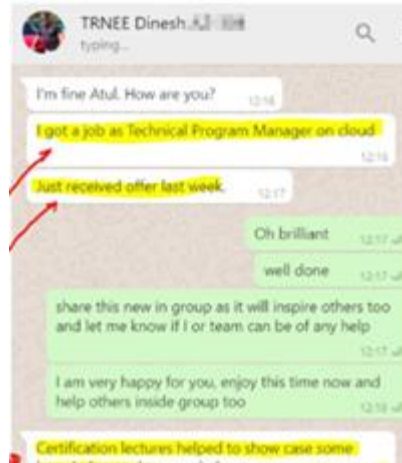 TRNEE Dinesh
typing...
I'm fine Atul. How are you?
12:16
I got a job as Technical Program Manager on cloud
12:16
Just received offer last week.
12:17
Oh brilliant
12:17
well done
12:17
share this new in group as it will inspire others too
and let me know if I or team can be of any help
12:17
I am very happy for you, enjoy this time now and
help others inside group too
12:18
Certification lectures helped to show case some